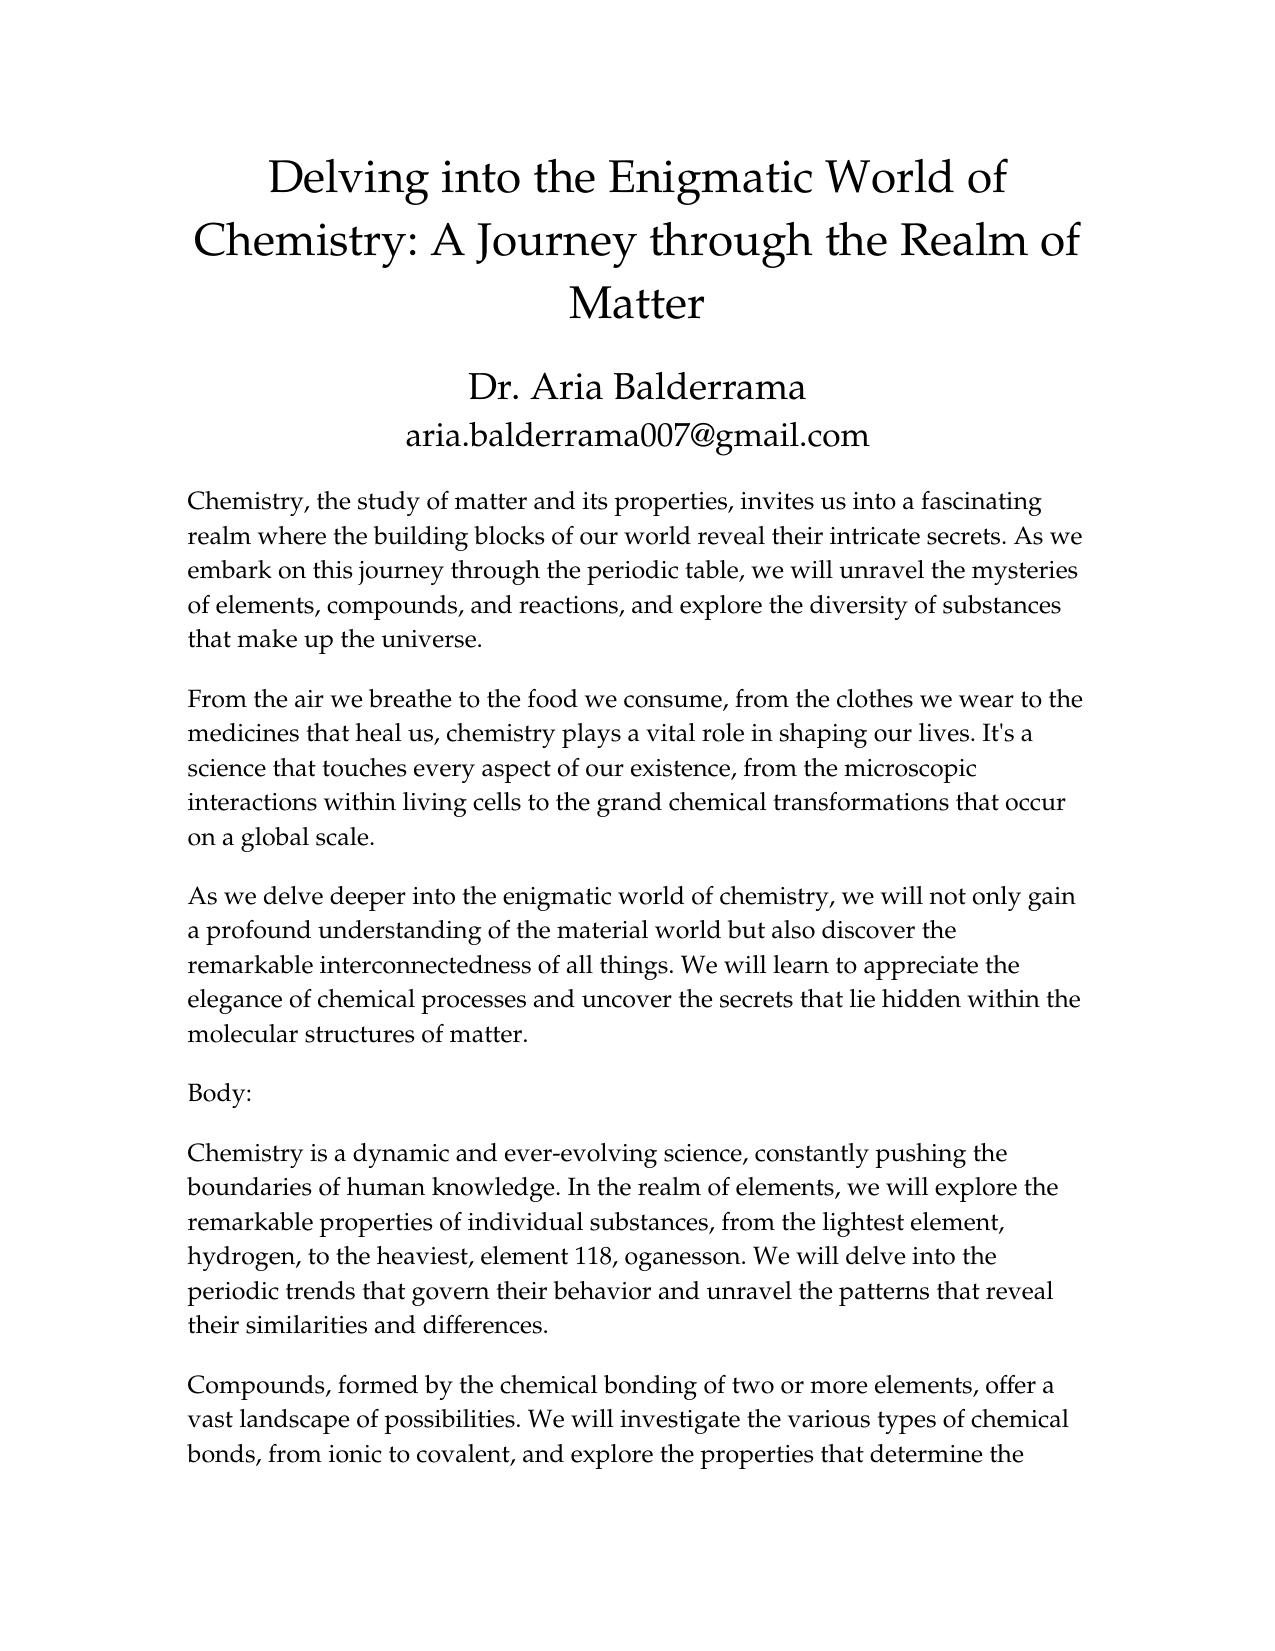 Delving into the Enigmatic World of
Chemistry: A Journey through the Realm of
Matter
Dr. Aria Balderrama
aria.balderrama007@gmail.com
Chemistry, the study of matter and its properties, invites us into a fascinating
realm where the building blocks of our world reveal their intricate secrets. As we
embark on this journey through the periodic table, we will unravel the mysteries
of elements, compounds, and reactions, and explore the diversity of substances
that make up the universe.
From the air we breathe to the food we consume, from the clothes we wear to the
medicines that heal us, chemistry plays a vital role in shaping our lives. It's a
science that touches every aspect of our existence, from the microscopic
interactions within living cells to the grand chemical transformations that occur
on a global scale.
As we delve deeper into the enigmatic world of chemistry, we will not only gain
a profound understanding of the material world but also discover the
remarkable interconnectedness of all things. We will learn to appreciate the
elegance of chemical processes and uncover the secrets that lie hidden within the
molecular structures of matter.
Body:
Chemistry is a dynamic and ever-evolving science, constantly pushing the
boundaries of human knowledge. In the realm of elements, we will explore the
remarkable properties of individual substances, from the lightest element,
hydrogen, to the heaviest, element 118, oganesson. We will delve into the
periodic trends that govern their behavior and unravel the patterns that reveal
their similarities and differences.
Compounds, formed by the chemical bonding of two or more elements, offer a
vast landscape of possibilities. We will investigate the various types of chemical
bonds, from ionic to covalent, and explore the properties that determine the